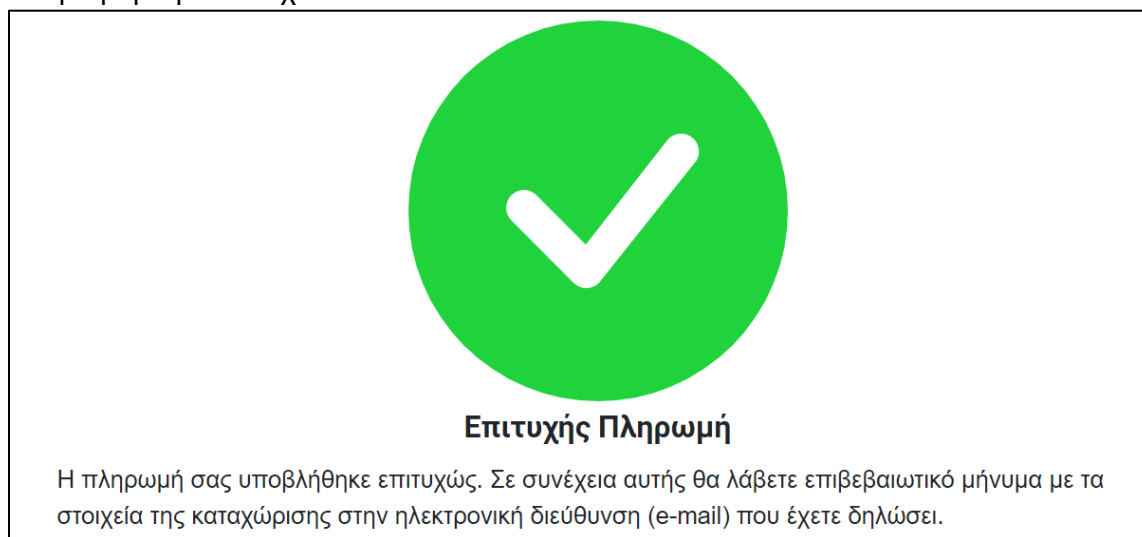 Επιτυχής Πληρωμή
Η πληρωμή σας υποβλήθηκε επιτυχώς. Σε συνέχεια αυτής θα λάβετε επιβεβαιωτικό μήνυμα με τα
στοιχεία της καταχώρισης στην ηλεκτρονική διεύθυνση (e-mail) που έχετε δηλώσει.